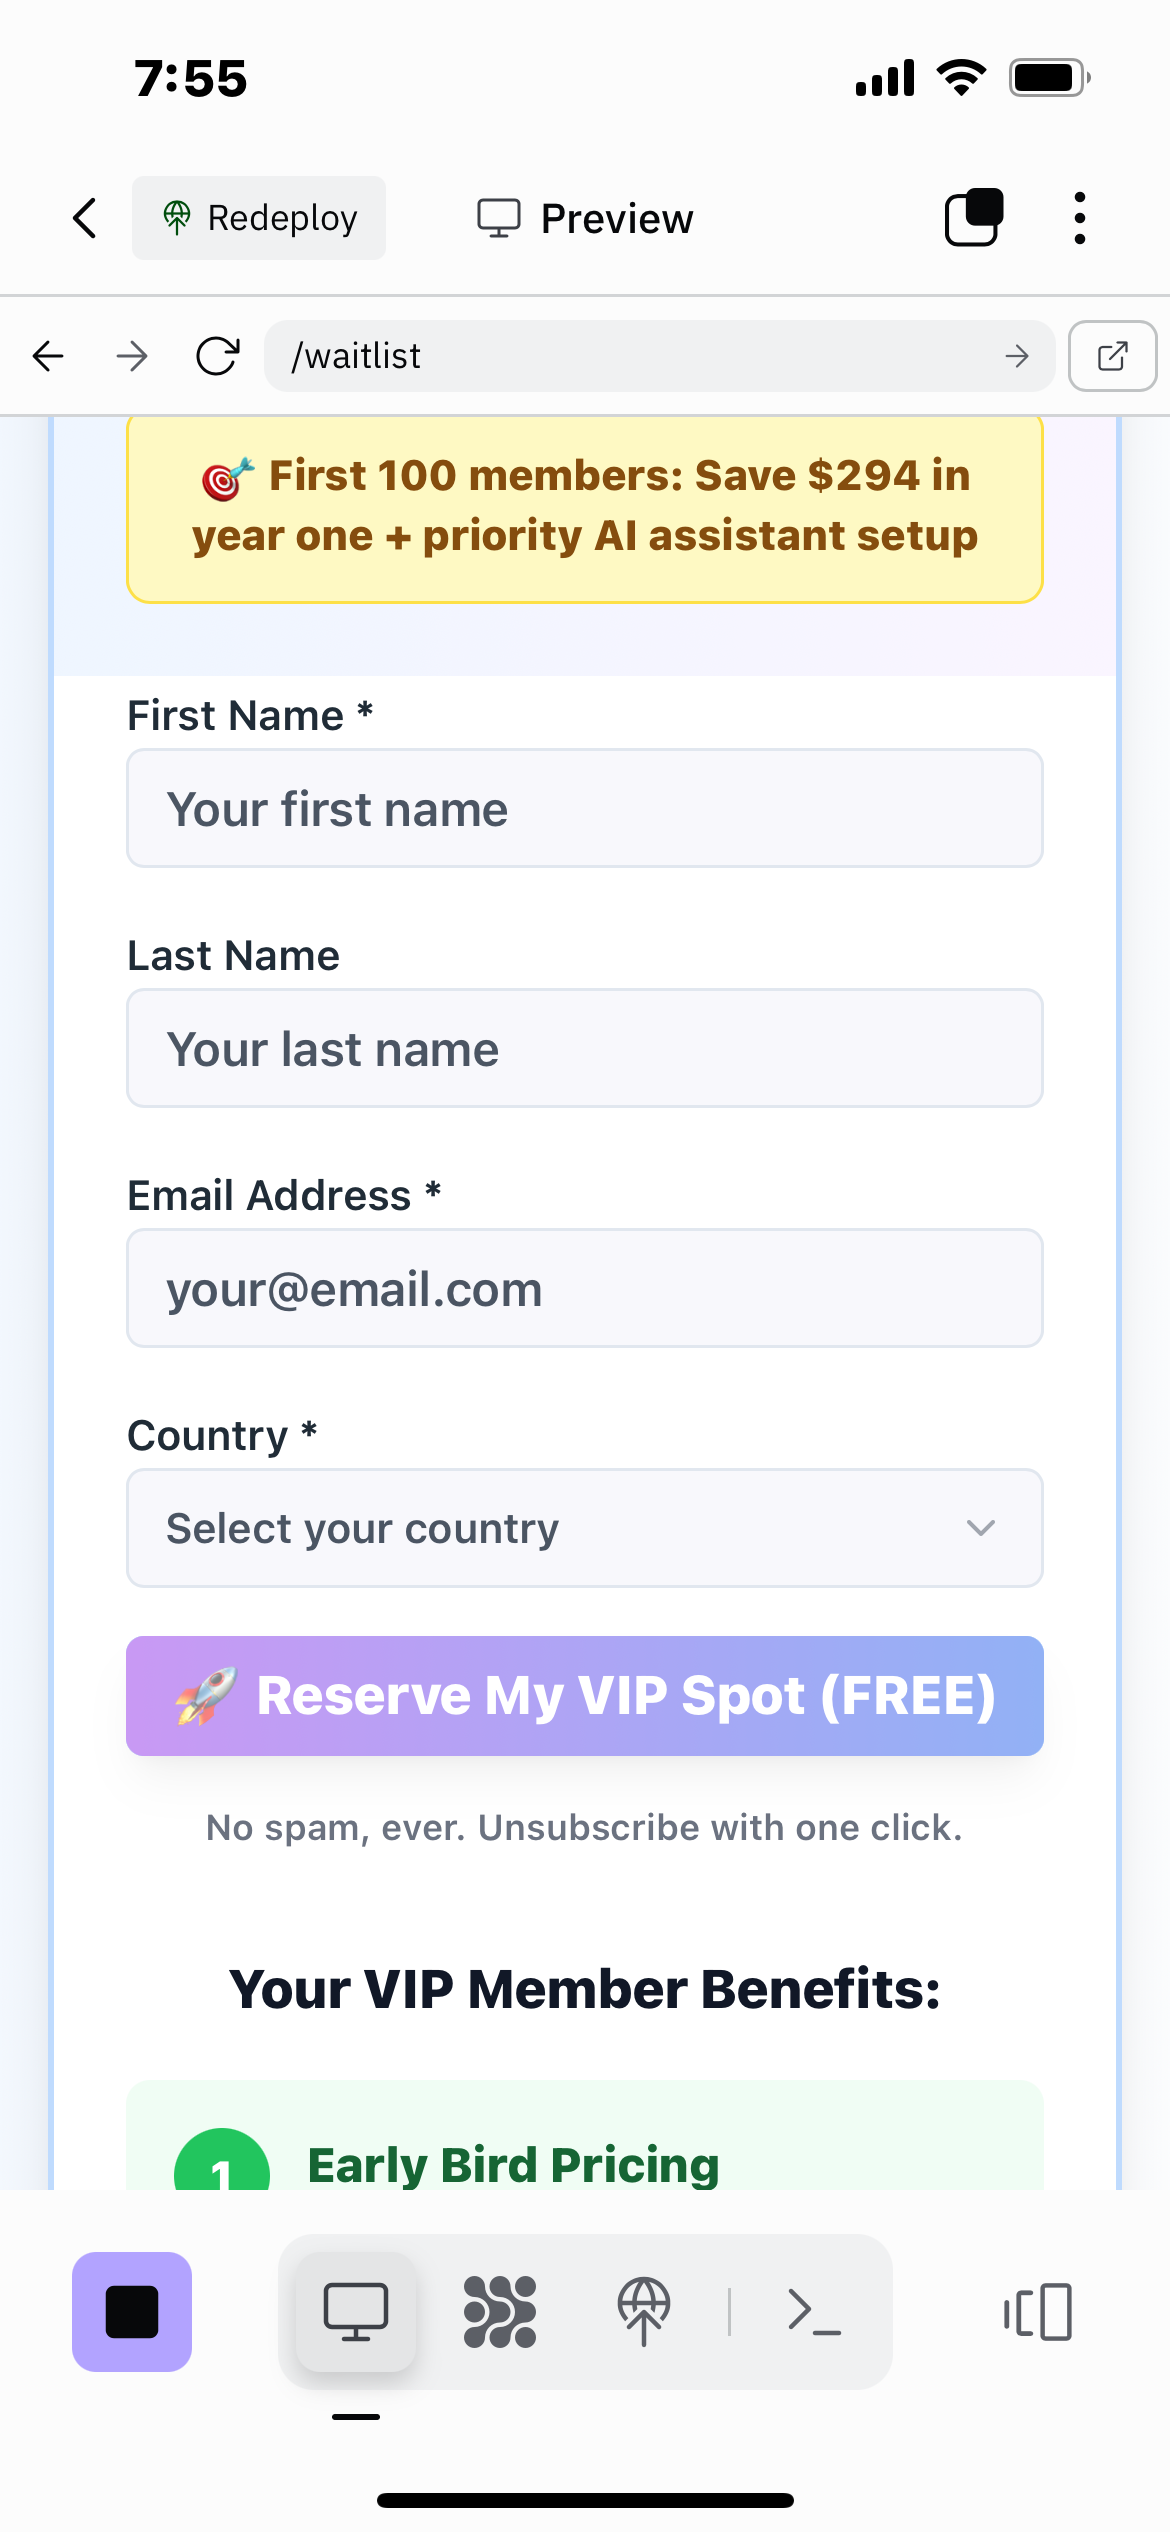 7:55
Redeploy
Preview
/waitlist
🎯 First 100 members: Save $294 in
year one + priority AI assistant setup
First Name *
Your first name
Last Name
Your last name
Email Address *
your@email.com
Country *
Select your country
🚀 Reserve My VIP Spot (FREE)
No spam, ever. Unsubscribe with one click.
Your VIP Member Benefits:
1
Early Bird Pricing